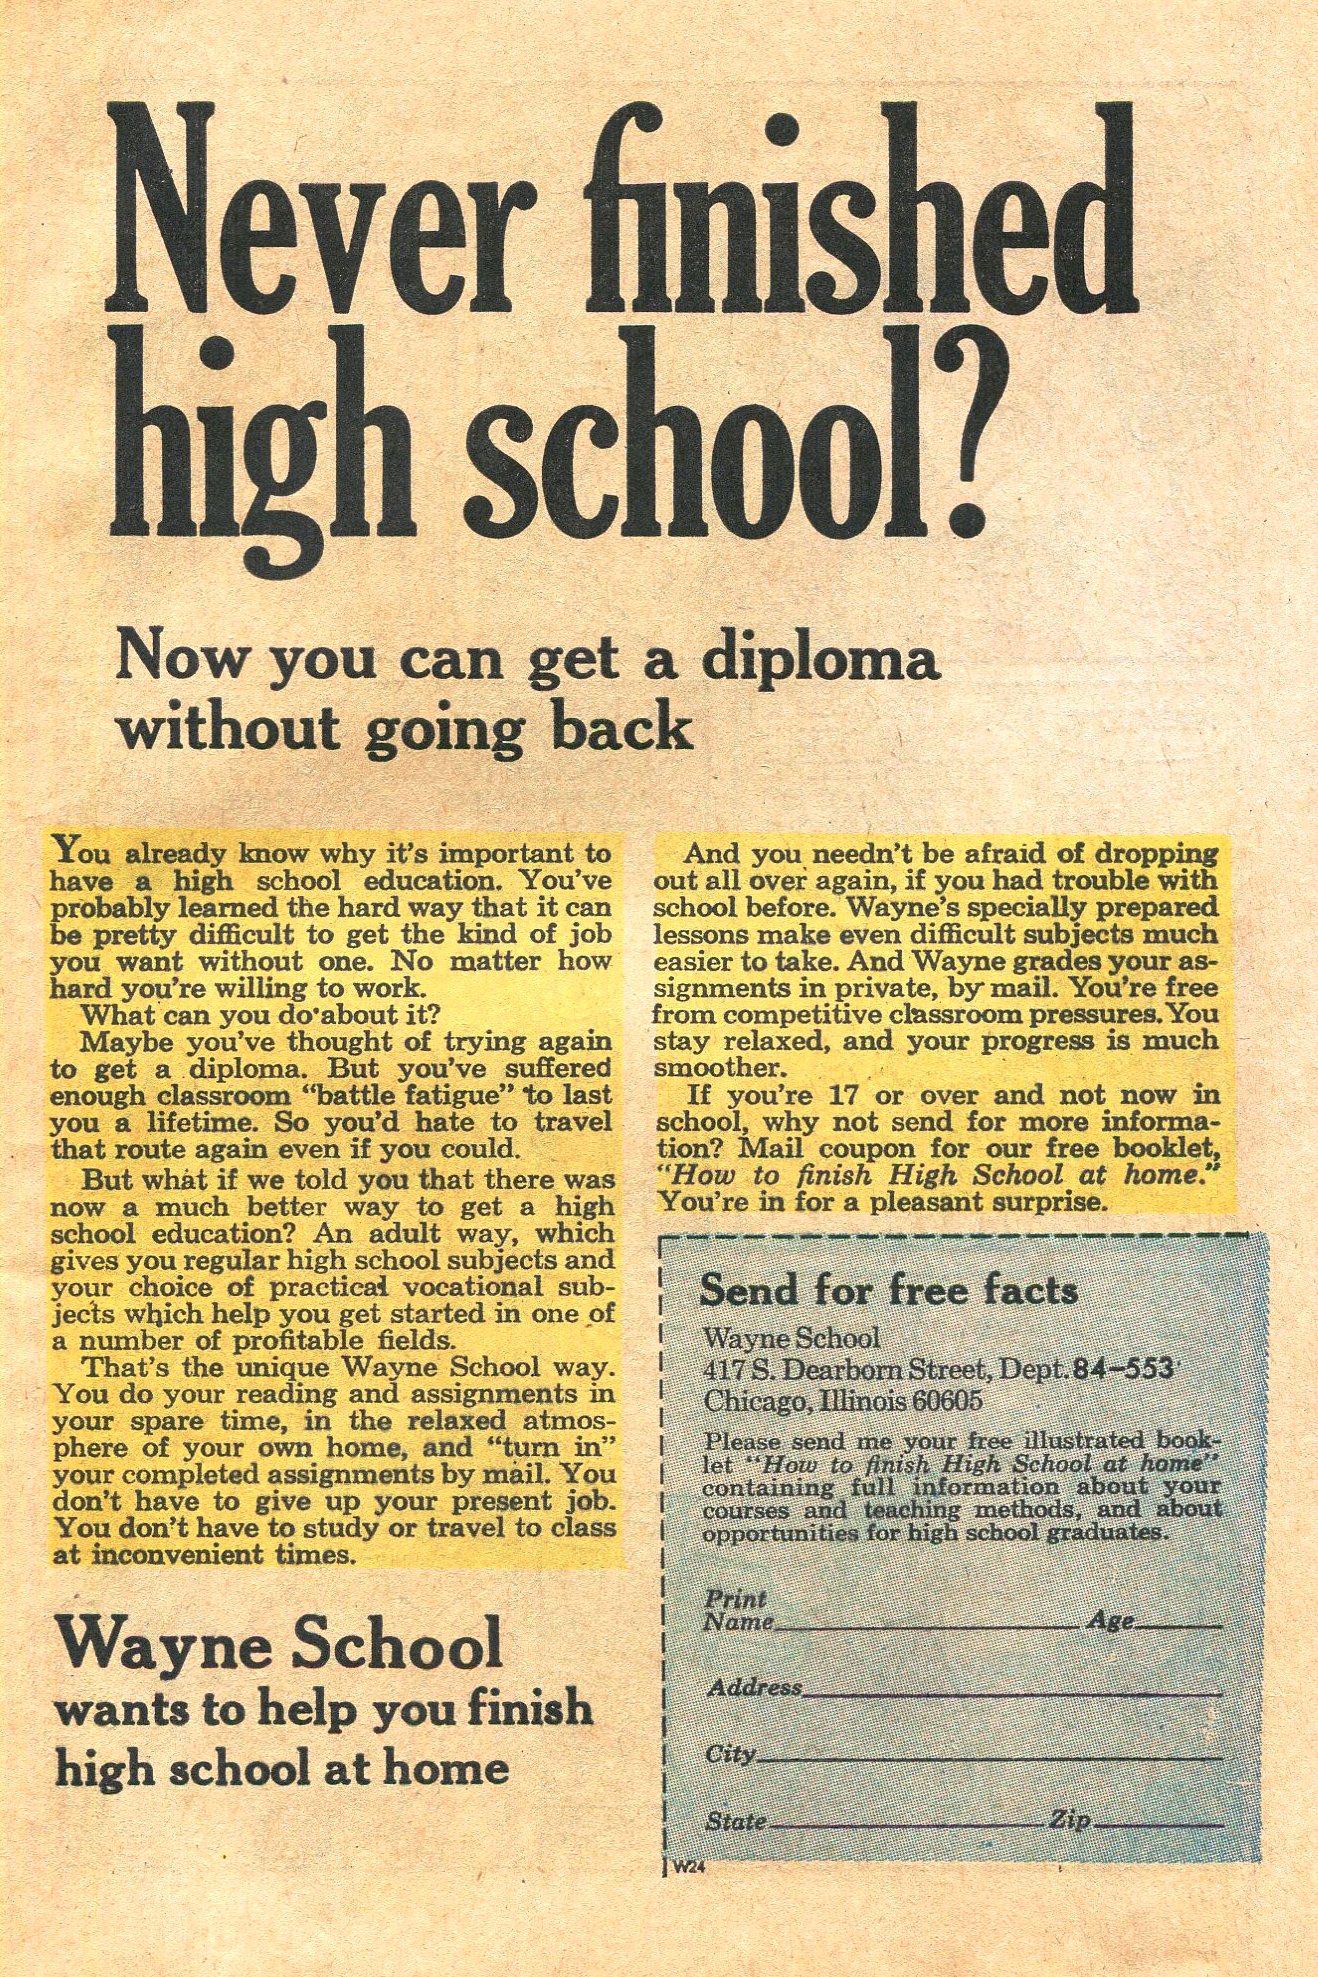 Never finished
high school?
Now you can get a diploma
without going back
You already know why it's important to
have a high school education. You've
probably learned the hard way that it can
be pretty difficult to get the kind of job
you want without one. No matter how
hard you're willing to work.
What can you do about it?
Maybe you've thought of trying again
to get a diploma. But you've suffered
enough classroom “battle fatigue” to last
you a lifetime. So you'd hate to travel
that route again even if you could.
But what if we told you that there was
now a much better way to get a high
school education? An adult way, which
gives you regular high school subjects and
your choice of practical vocational sub-
jects which help you get started in one of
a number of profitable fields.
That's the unique Wayne School way.
You do your reading and assignments in
your spare time, in the relaxed atmos-
phere of your own home, and “turn in”
your completed assignments by mail. You
don't have to give up your present job.
You don't have to study or travel to class
at inconvenient times.
And you needn't be afraid of dropping
out all over again, if you had trouble with
school before. Wayne's specially prepared
lessons make even difficult subjects much
easier to take. And Wayne grades your as-
signments in private, by mail. You're free
from competitive classroom pressures. You
stay relaxed, and your progress is much
smoother.
If you're 17 or over and not now in
school, why not send for more informa-
tion? Mail coupon for our free booklet,
“How to finish High School at home.”
You're in for a pleasant surprise.
Wayne School
wants to help you finish
high school at home
Send for free facts
Wayne School
417 S. Dearborn Street, Dept. 84-553
Chicago, Illinois 60605
Please send me your free illustrated book-
let “How to finish High School at home”
containing full information about your
courses and teaching methods, and about
opportunities for high school graduates.
Print
Name Age
Address
City
State Zip
W24